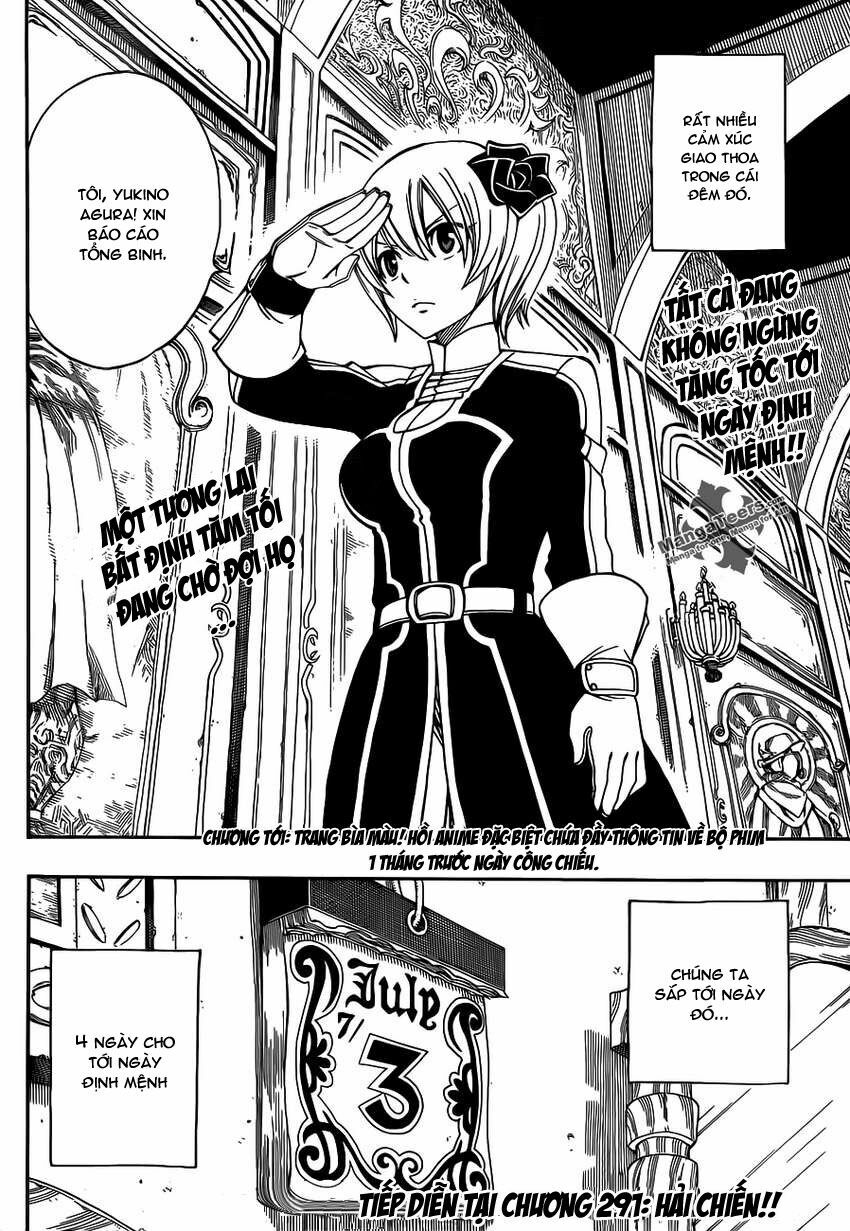 RẤT NHIỀU
CẢM XÚC
GIAO THOA
TRONG CÁI
ĐÊM ĐÓ.
TÔI, YUKINO
AGURA! XIN
BÁO CÁO
TỔNG BINH.
TẤT CẢ ĐANG
KHÔNG NGỪNG
TĂNG TỐC TỚI
NGÀY ĐỊNH
MỆNH!!
MangaTeers.com
MỘT TƯƠNG LAI
BẤT ĐỊNH TĂM TỐI
ĐANG CHỜ ĐỢI HỌ
...
CHƯƠNG TỚI: TRANG BÌA MÀU! HỒI ANIME ĐẶC BIỆT CHỨA ĐẦY THÔNG TIN VỀ BỘ PHIM
1 THÁNG TRƯỚC NGÀY CÔNG CHIẾU.
CHÚNG TA
SẮP TỚI NGÀY
ĐÓ...
July
7/
3
4 NGÀY CHO
TỚI NGÀY
ĐỊNH MỆNH
TIẾP DIỄN TẠI CHƯƠNG 291: HẢI CHIẾN!!